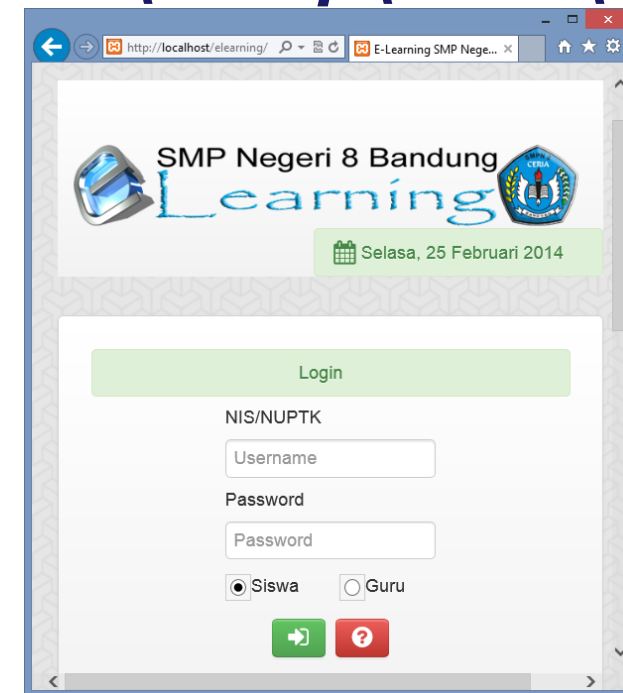 http://localhost/elearning/
E-Learning SMP Nege...
SMP Negeri 8 Bandung
Learning
SMPN 8
CERIA
BANDUNG
Selasa, 25 Februari 2014
Login
NIS/NUPTK
Username
Password
Password
Siswa
Guru